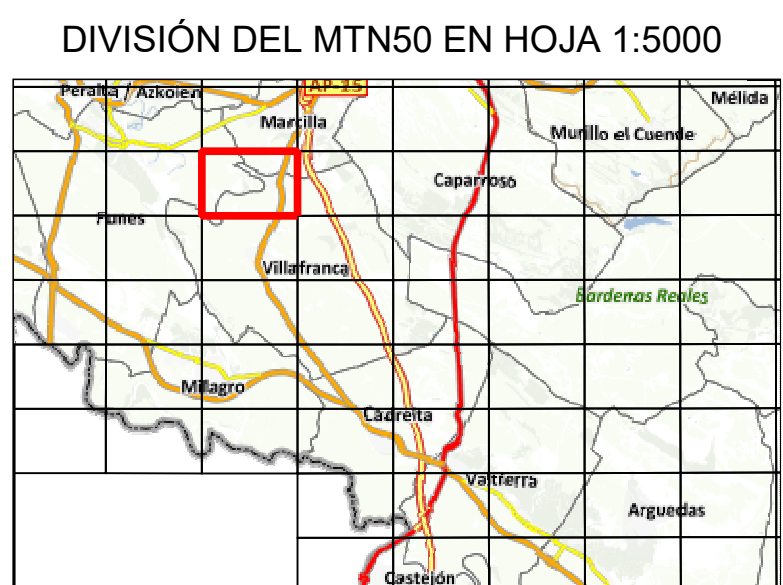 DIVISIÓN DEL MTN50 EN HOJA 1:5000
Peralta / Azkoien
AP-15
Mélida
Marcilla
Murillo el Cuende
Caparroso
Funes
Villafranca
Bardenas Reales
Milagro
Cadreita
Valtierra
Arguedas
Castejón